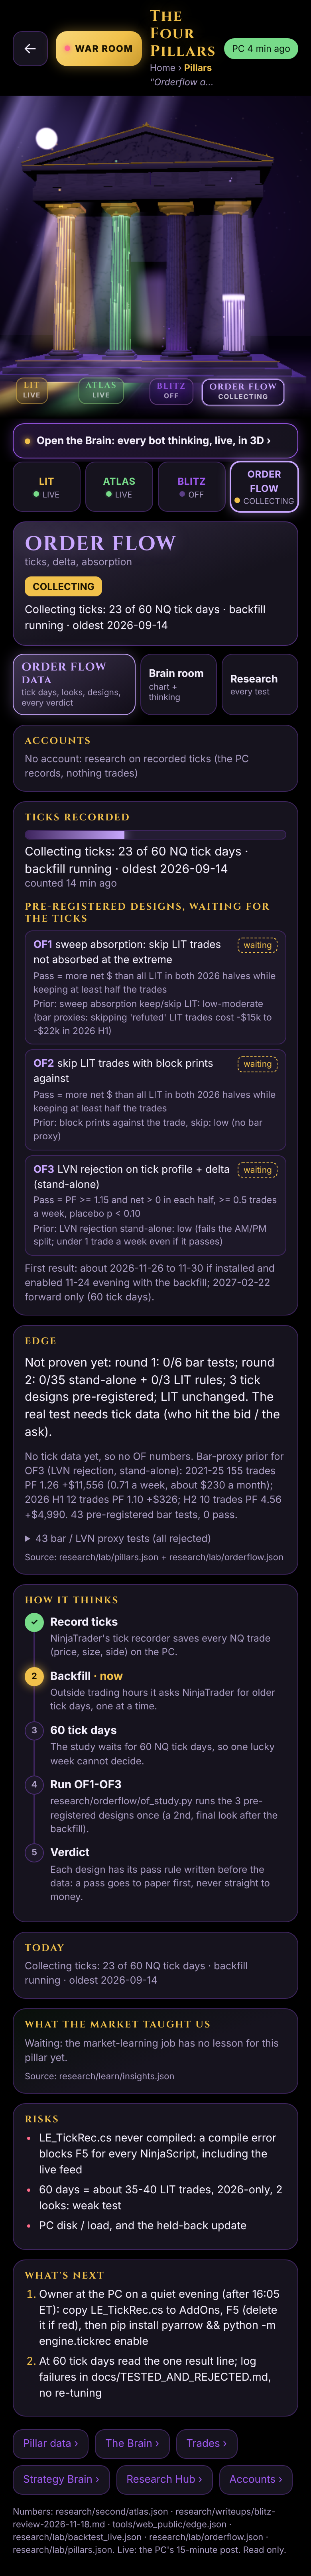 ←
WAR ROOM
THE
FOUR
PILLARS
Home › Pillars
"Orderflow a...
PC 4 min ago
LIT
LIVE
ATLAS
LIVE
BLITZ
OFF
ORDER FLOW
COLLECTING
Open the Brain: every bot thinking, live, in 3D ›
LIT
LIVE
ATLAS
LIVE
BLITZ
OFF
ORDER
FLOW
COLLECTING
ORDER FLOW
ticks, delta, absorption
COLLECTING
Collecting ticks: 23 of 60 NQ tick days · backfill
running · oldest 2026-09-14
ORDER FLOW
DATA
tick days, looks, designs,
every verdict
Brain room
chart +
thinking
Research
every test
ACCOUNTS
No account: research on recorded ticks (the PC
records, nothing trades)
TICKS RECORDED
Collecting ticks: 23 of 60 NQ tick days ·
backfill running · oldest 2026-09-14
counted 14 min ago
PRE-REGISTERED DESIGNS, WAITING FOR
THE TICKS
OF1 sweep absorption: skip LIT trades
not absorbed at the extreme
waiting
Pass = more net $ than all LIT in both 2026 halves while
keeping at least half the trades
Prior: sweep absorption keep/skip LIT: low-moderate
(bar proxies: skipping 'refuted' LIT trades cost -$15k to
-$22k in 2026 H1)
OF2 skip LIT trades with block prints
against
waiting
Pass = more net $ than all LIT in both 2026 halves while
keeping at least half the trades
Prior: block prints against the trade, skip: low (no bar
proxy)
OF3 LVN rejection on tick profile + delta
(stand-alone)
waiting
Pass = PF >= 1.15 and net > 0 in each half, >= 0.5 trades
a week, placebo p < 0.10
Prior: LVN rejection stand-alone: low (fails the AM/PM
split; under 1 trade a week even if it passes)
First result: about 2026-11-26 to 11-30 if installed and
enabled 11-24 evening with the backfill; 2027-02-22
forward only (60 tick days).
EDGE
Not proven yet: round 1: 0/6 bar tests; round
2: 0/35 stand-alone + 0/3 LIT rules; 3 tick
designs pre-registered; LIT unchanged. The
real test needs tick data (who hit the bid / the
ask).
No tick data yet, so no OF numbers. Bar-proxy prior for
OF3 (LVN rejection, stand-alone): 2021-25 155 trades
PF 1.26 +$11,556 (0.71 a week, about $230 a month);
2026 H1 12 trades PF 1.10 +$326; H2 10 trades PF 4.56
+$4,990. 43 pre-registered bar tests, 0 pass.
▶ 43 bar / LVN proxy tests (all rejected)
Source: research/lab/pillars.json + research/lab/orderflow.json
HOW IT THINKS
✓
Record ticks
NinjaTrader's tick recorder saves every NQ trade
(price, size, side) on the PC.
2
Backfill · now
Outside trading hours it asks NinjaTrader for older
tick days, one at a time.
3
60 tick days
The study waits for 60 NQ tick days, so one lucky
week cannot decide.
4
Run OF1-OF3
research/orderflow/of_study.py runs the 3 pre-
registered designs once (a 2nd, final look after the
backfill).
5
Verdict
Each design has its pass rule written before the
data: a pass goes to paper first, never straight to
money.
TODAY
Collecting ticks: 23 of 60 NQ tick days · backfill
running · oldest 2026-09-14
WHAT THE MARKET TAUGHT US
Waiting: the market-learning job has no lesson for this
pillar yet.
Source: research/learn/insights.json
RISKS
• LE_TickRec.cs never compiled: a compile error
blocks F5 for every NinjaScript, including the
live feed
• 60 days = about 35-40 LIT trades, 2026-only, 2
looks: weak test
• PC disk / load, and the held-back update
WHAT'S NEXT
1. Owner at the PC on a quiet evening (after 16:05
ET): copy LE_TickRec.cs to AddOns, F5 (delete
it if red), then pip install pyarrow && python -m
engine.tickrec enable
2. At 60 tick days read the one result line; log
failures in docs/TESTED_AND_REJECTED.md,
no re-tuning
Pillar data ›
The Brain ›
Trades ›
Strategy Brain ›
Research Hub ›
Accounts ›
Numbers: research/second/atlas.json · research/writeups/blitz-
review-2026-11-18.md · tools/web_public/edge.json ·
research/lab/backtest_live.json · research/lab/orderflow.json ·
research/lab/pillars.json. Live: the PC's 15-minute post. Read only.